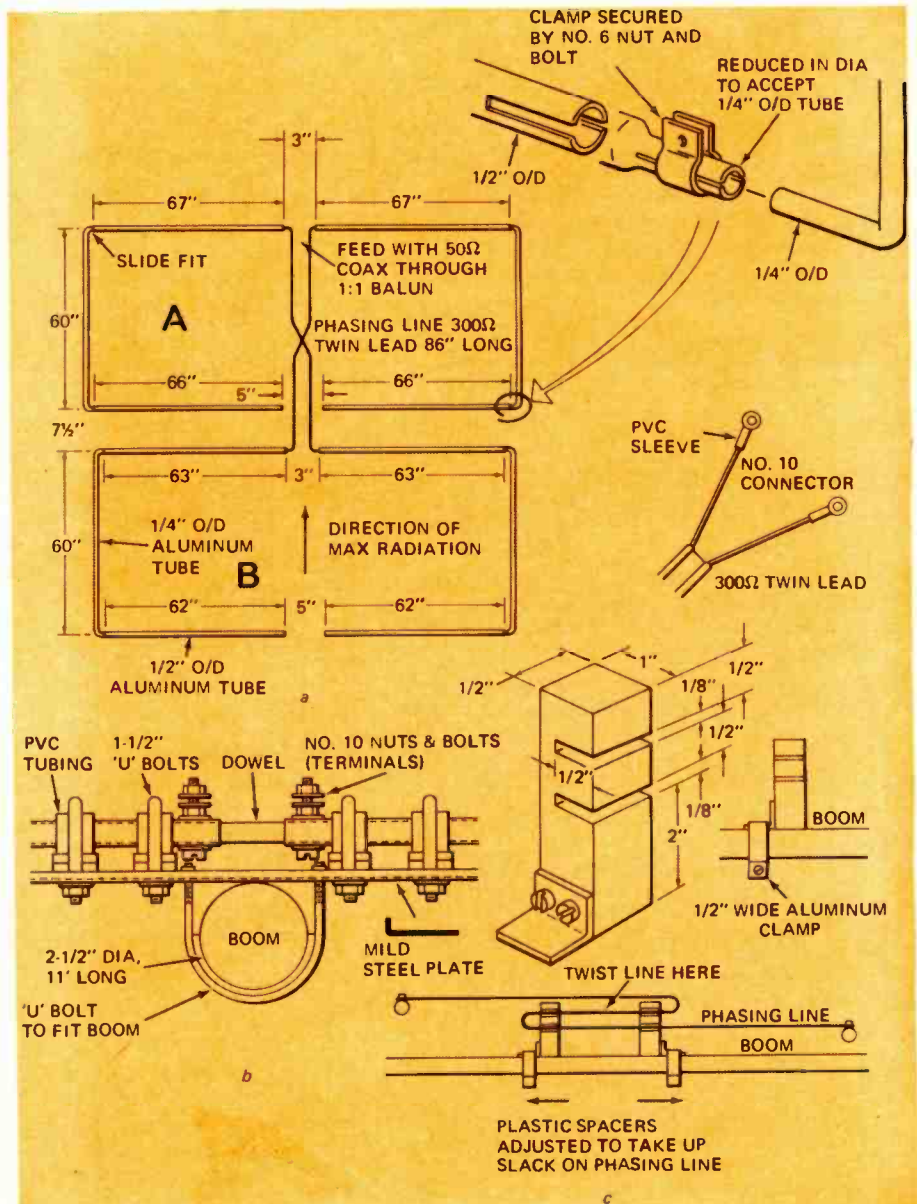 CLAMP SECURED
BY NO. 6 NUT AND
BOLT
REDUCED IN DIA
TO ACCEPT
1/4" O/D TUBE
1/2" O/D
1/4" O/D
3"
67"
67"
SLIDE FIT
FEED WITH 50Ω
COAX THROUGH
1:1 BALUN
60"
A
PHASING LINE 300Ω
TWIN LEAD 86" LONG
66"
5"
66"
7½"
63"
3"
63"
60"
1/4" O/D
ALUMINUM
TUBE
B
DIRECTION OF
MAX RADIATION
62"
5"
62"
1/2" O/D
ALUMINUM TUBE
a
PVC
SLEEVE
NO. 10
CONNECTOR
300Ω TWIN LEAD
PVC
TUBING
1-1/2"
'U' BOLTS
DOWEL
NO. 10 NUTS & BOLTS
(TERMINALS)
BOOM
2-1/2" DIA,
11' LONG
MILD
STEEL PLATE
'U' BOLT
TO FIT BOOM
b
1/2"
1"
1/2"
1/8"
1/2"
1/2"
1/8"
2"
BOOM
1/2" WIDE ALUMINUM
CLAMP
TWIST LINE HERE
PHASING LINE
BOOM
PLASTIC SPACERS
ADJUSTED TO TAKE UP
SLACK ON PHASING LINE
c